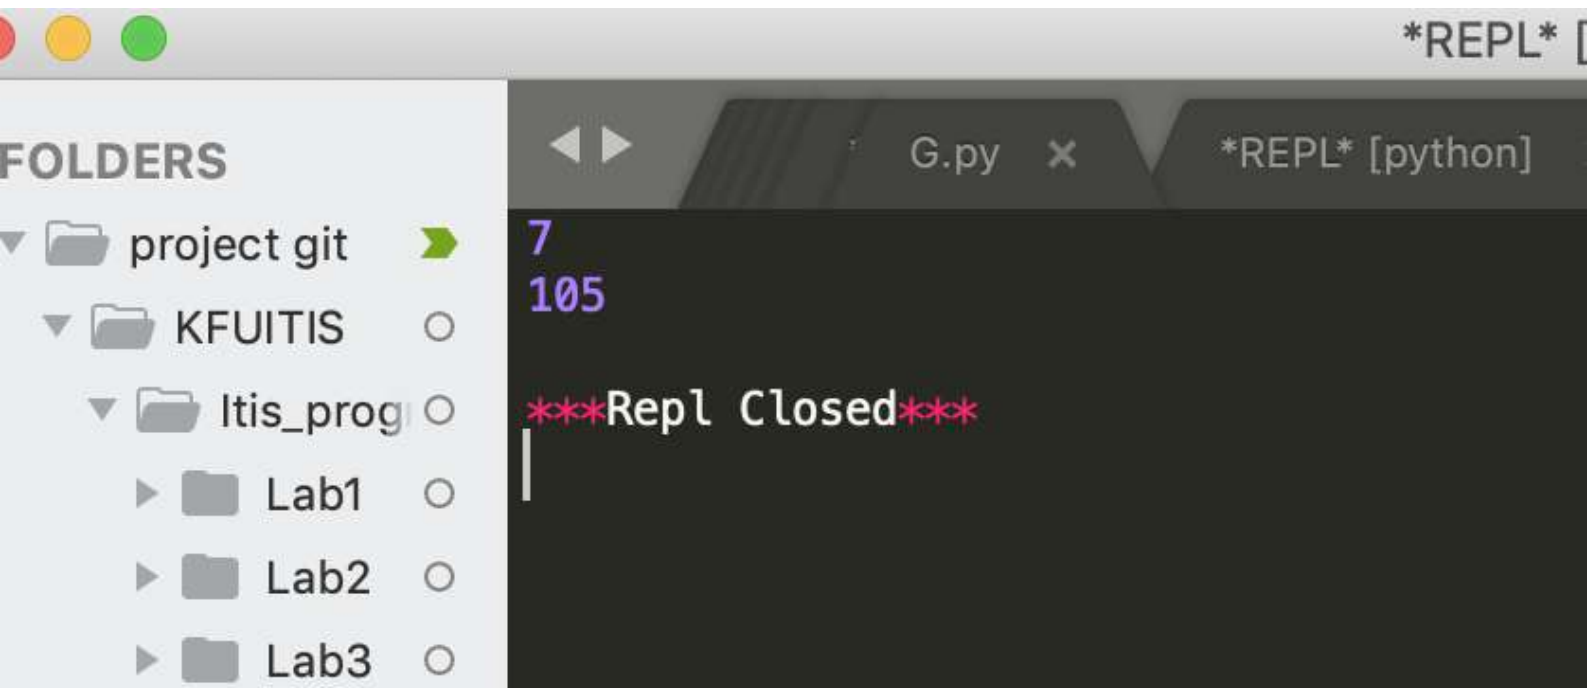 *REPL* [
FOLDERS
project git
KFUITIS
Itis_prog
Lab1
Lab2
Lab3
G.py ×
*REPL* [python]
7
105
***Repl Closed***